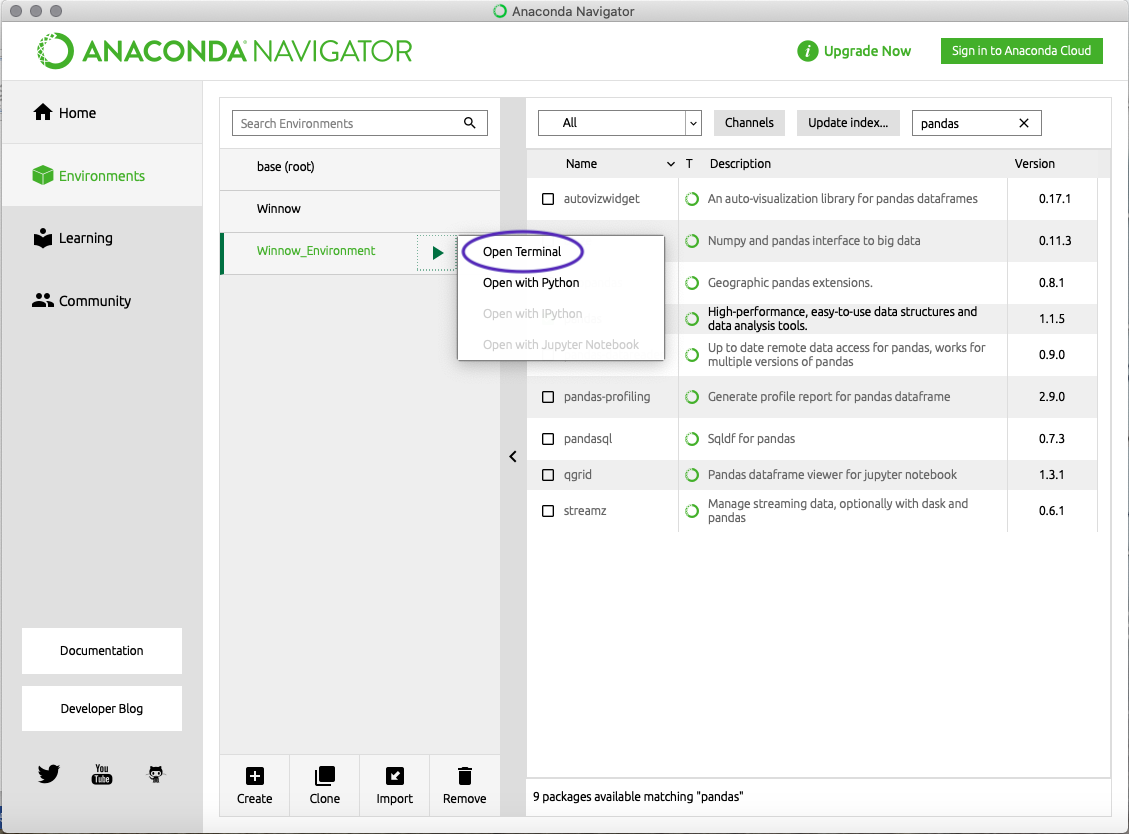 Anaconda Navigator
ANACONDA NAVIGATOR
Upgrade Now
Sign in to Anaconda Cloud
Home
Environments
Learning
Community
Documentation
Developer Blog
You
Tube
Search Environments
base (root)
Winnow
Winnow_Environment
Open Terminal
Open with Python
Open with IPython
Open with Jupyter Notebook
Create
Clone
Import
Remove
All
Channels
Update index...
pandas
Name T Description Version
autovizwidget An auto-visualization library for pandas dataframes 0.17.1
Numpy and pandas interface to big data 0.11.3
Geographic pandas extensions. 0.8.1
High-performance, easy-to-use data structures and
data analysis tools. 1.1.5
Up to date remote data access for pandas, works for
multiple versions of pandas 0.9.0
pandas-profiling Generate profile report for pandas dataframe 2.9.0
pandasql Sqldf for pandas 0.7.3
qgrid Pandas dataframe viewer for jupyter notebook 1.3.1
streamz Manage streaming data, optionally with dask and
pandas 0.6.1
9 packages available matching "pandas"